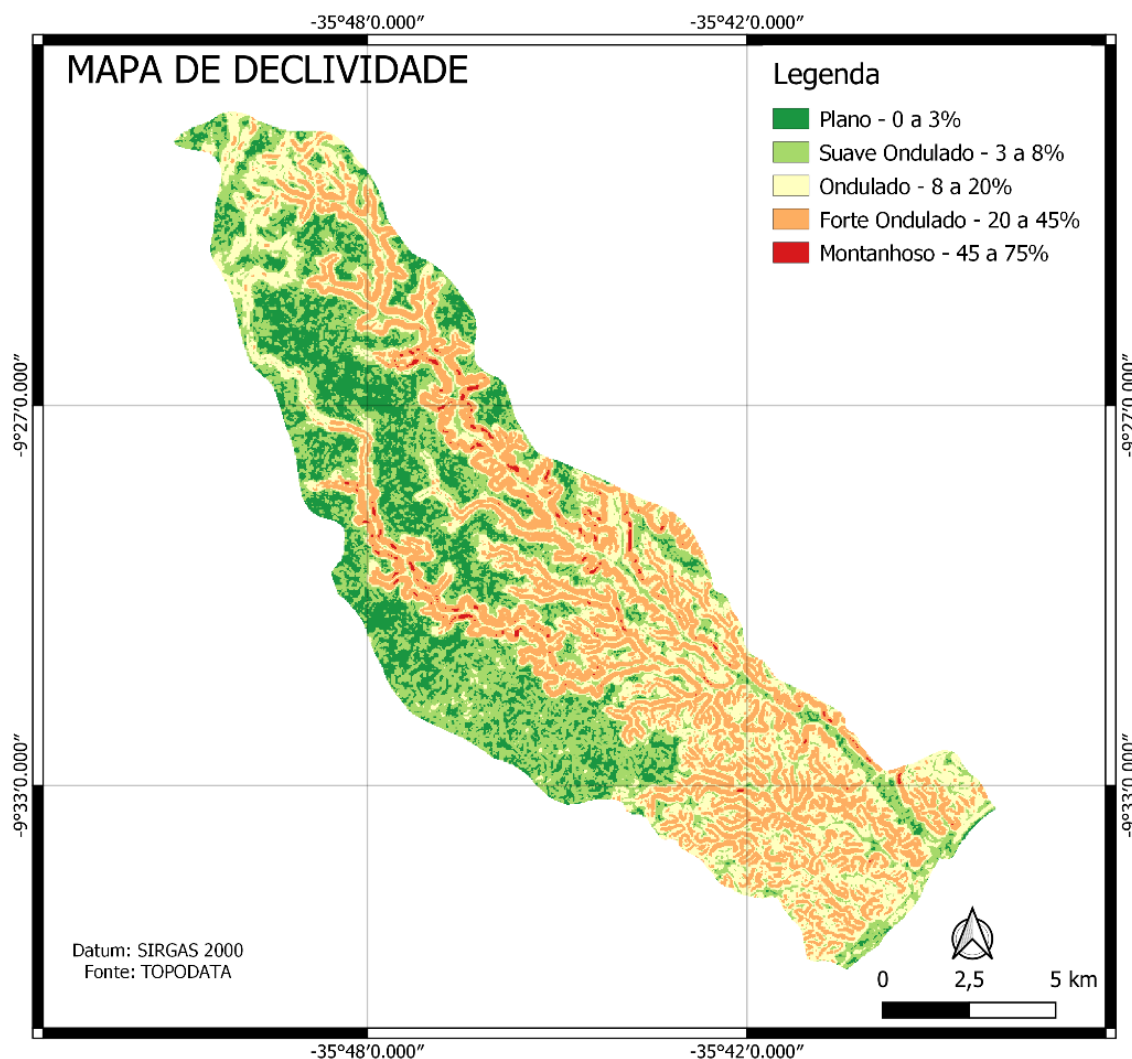 -35°48'0.000″
-35°42'0.000″
MAPA DE DECLIVIDADE
Legenda
Plano - 0 a 3%
Suave Ondulado - 3 a 8%
Ondulado - 8 a 20%
Forte Ondulado - 20 a 45%
Montanhoso - 45 a 75%
-9°27'0.000″
-9°27'0.000″
-9°33'0.000″
-9°33'0.000″
Datum: SIRGAS 2000
Fonte: TOPODATA
0 2,5 5 km
-35°48'0.000″
-35°42'0.000″